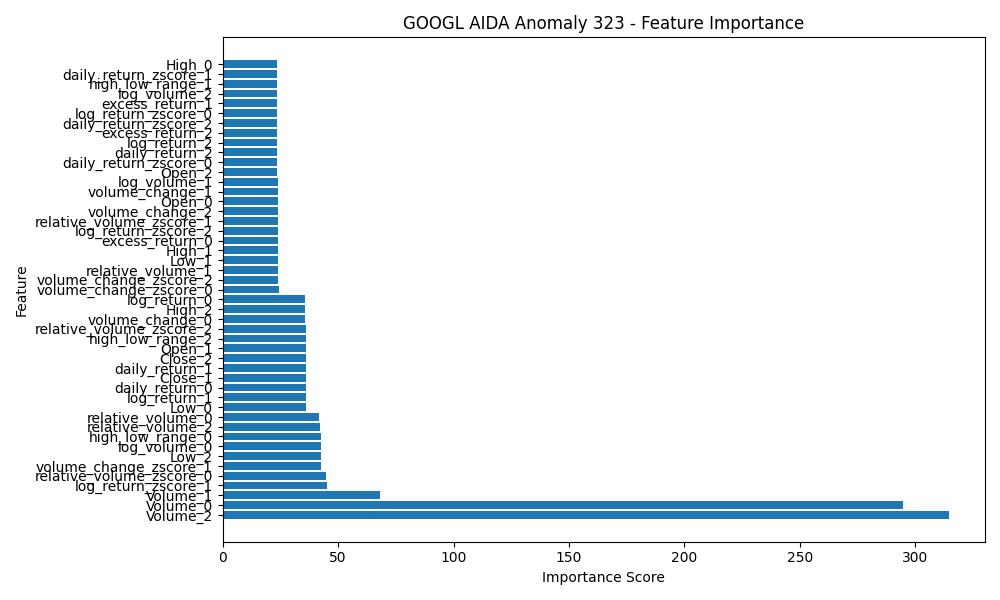 GOOGL AIDA Anomaly 323 - Feature Importance
High_0
daily_return_zscore_1
high_low_range_1
log_volume_2
excess_return_1
log_return_zscore_0
daily_return_zscore_2
excess_return_2
log_return_2
daily_return_2
daily_return_zscore_0
Open_2
log_volume_1
volume_change_1
Open_0
volume_change_2
relative_volume_zscore_1
log_return_zscore_2
excess_return_0
High_1
Low_1
relative_volume_1
volume_change_zscore_2
volume_change_zscore_0
log_return_0
High_2
volume_change_0
relative_volume_zscore_2
high_low_range_2
Open_1
Close_2
daily_return_1
Close_1
daily_return_0
log_return_1
Low_0
relative_volume_0
relative_volume_2
high_low_range_0
log_volume_0
Low_2
volume_change_zscore_1
relative_volume_zscore_0
log_return_zscore_1
Volume_1
Volume_0
Volume_2
Feature
0 50 100 150 200 250 300
Importance Score